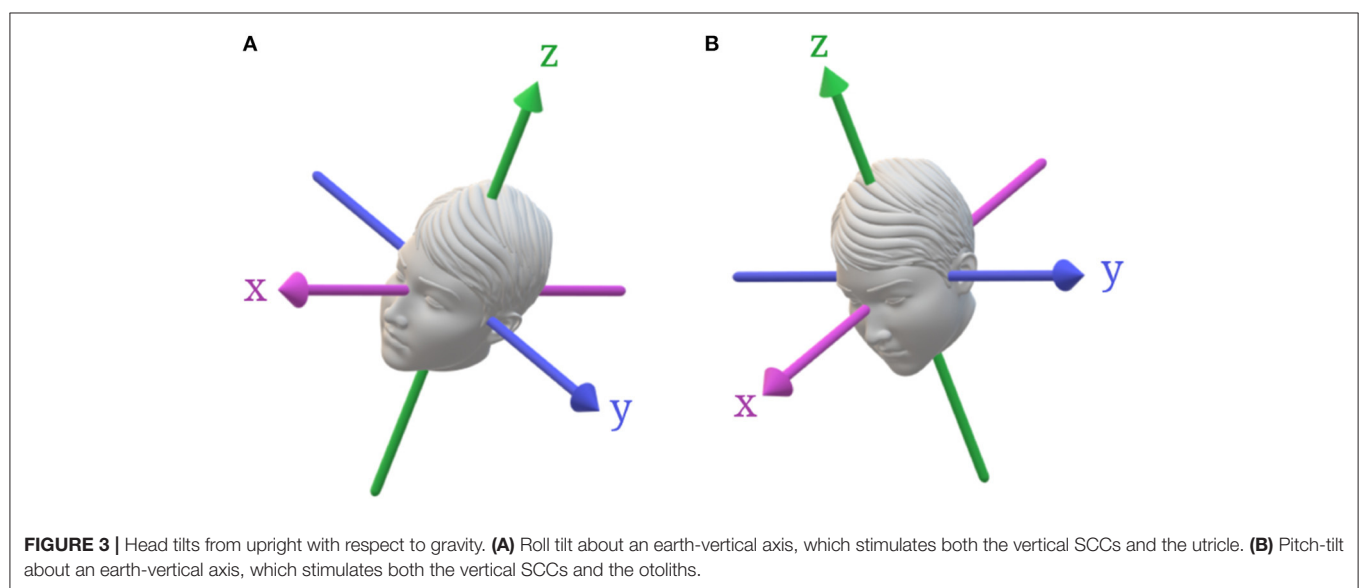 A
B
z
z
x
y
y
x
FIGURE 3 | Head tilts from upright with respect to gravity. (A) Roll tilt about an earth-vertical axis, which stimulates both the vertical SCCs and the utricle. (B) Pitch-tilt
about an earth-vertical axis, which stimulates both the vertical SCCs and the otoliths.